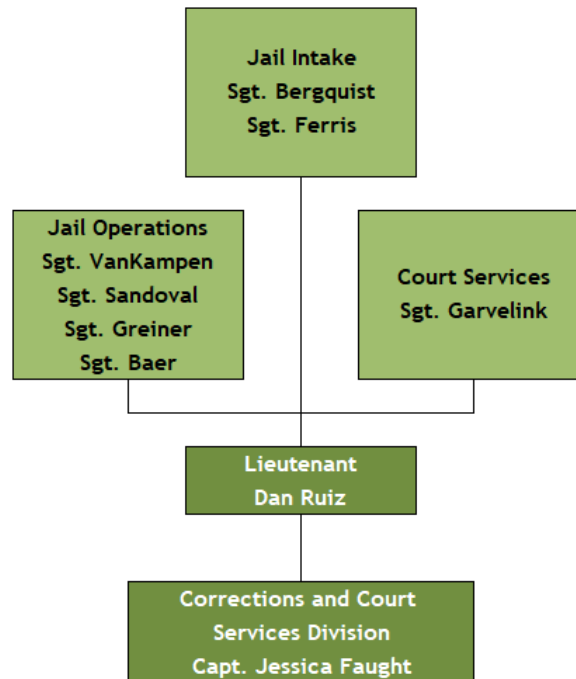 Jail Intake
Sgt. Bergquist
Sgt. Ferris
Jail Operations
Sgt. VanKampen
Sgt. Sandoval
Sgt. Greiner
Sgt. Baer
Court Services
Sgt. Garvelink
Lieutenant
Dan Ruiz
Corrections and Court
Services Division
Capt. Jessica Faught